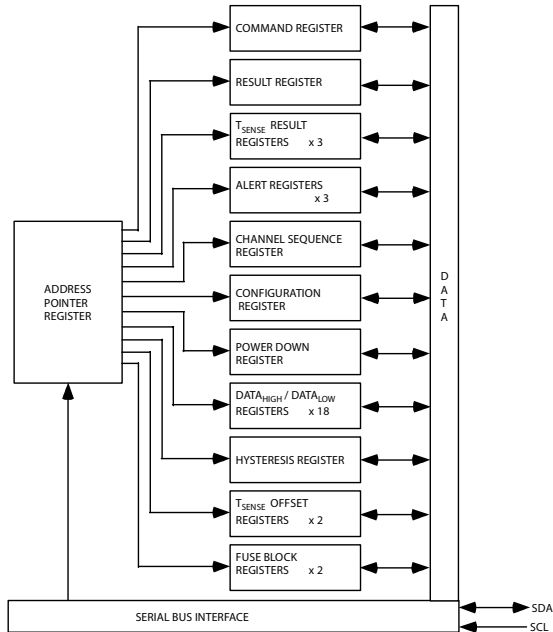 COMMAND REGISTER
RESULT REGISTER
TSENSE RESULT
REGISTERS x 3
ALERT REGISTERS
x 3
CHANNEL SEQUENCE
REGISTER
ADDRESS
POINTER
REGISTER
CONFIGURATION
REGISTER
POWER DOWN
REGISTER
DATAHIGH / DATALOW
REGISTERS x 18
HYSTERESIS REGISTER
TSENSE OFFSET
REGISTERS x 2
FUSE BLOCK
REGISTERS x 2
D
A
T
A
SERIAL BUS INTERFACE
SDA
SCL